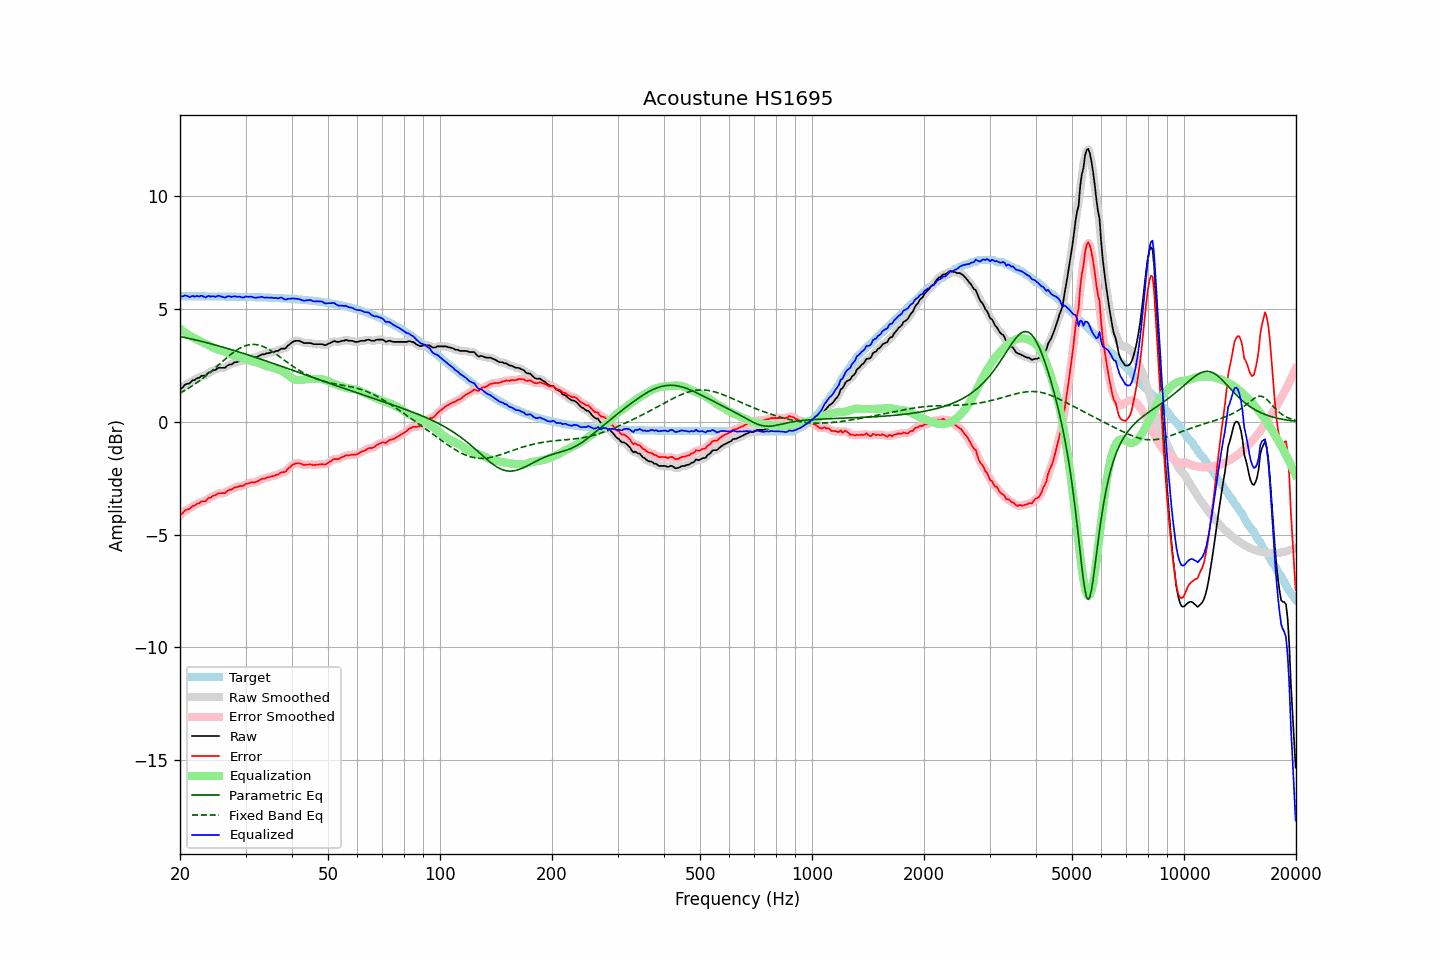 Acoustune HS1695
Amplitude (dBr)
10
5
0
−5
−10
−15
Target
Raw Smoothed
Error Smoothed
Raw
Error
Equalization
Parametric Eq
Fixed Band Eq
Equalized
20 50 100 200 500 1000 2000 5000 10000 20000
Frequency (Hz)